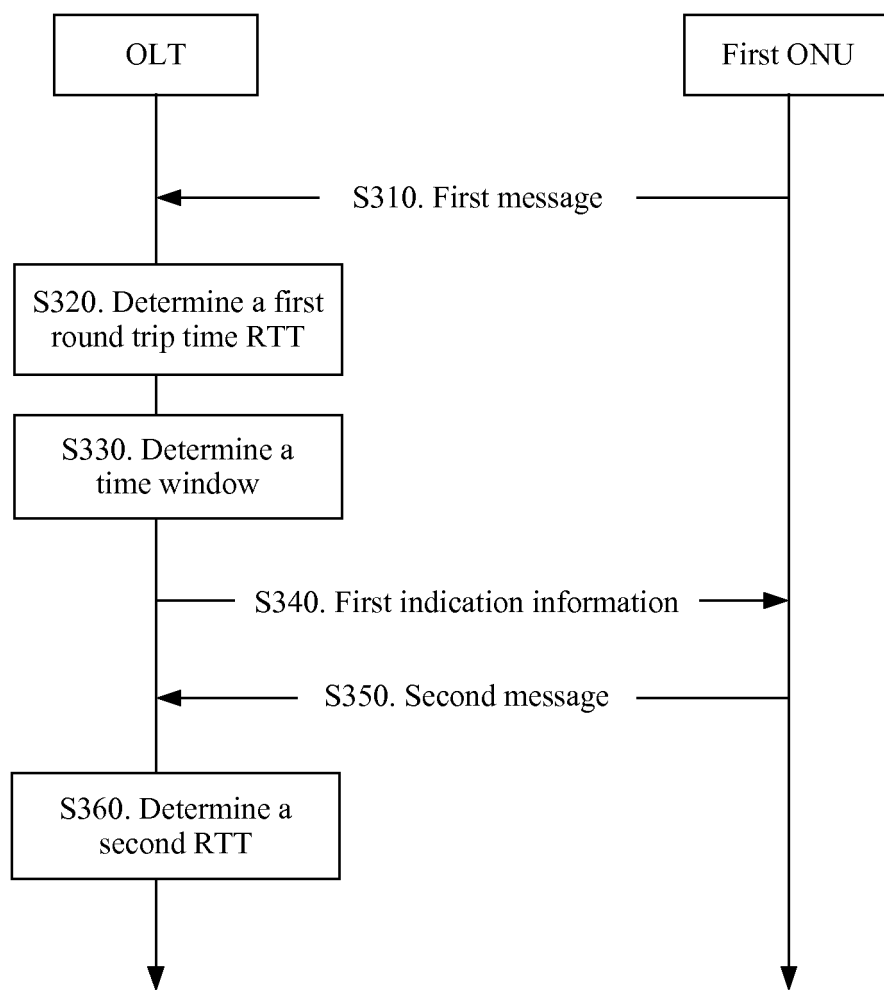 OLT
First ONU
S310. First message
S320. Determine a first
round trip time RTT
S330. Determine a
time window
S340. First indication information
S350. Second message
S360. Determine a
second RTT